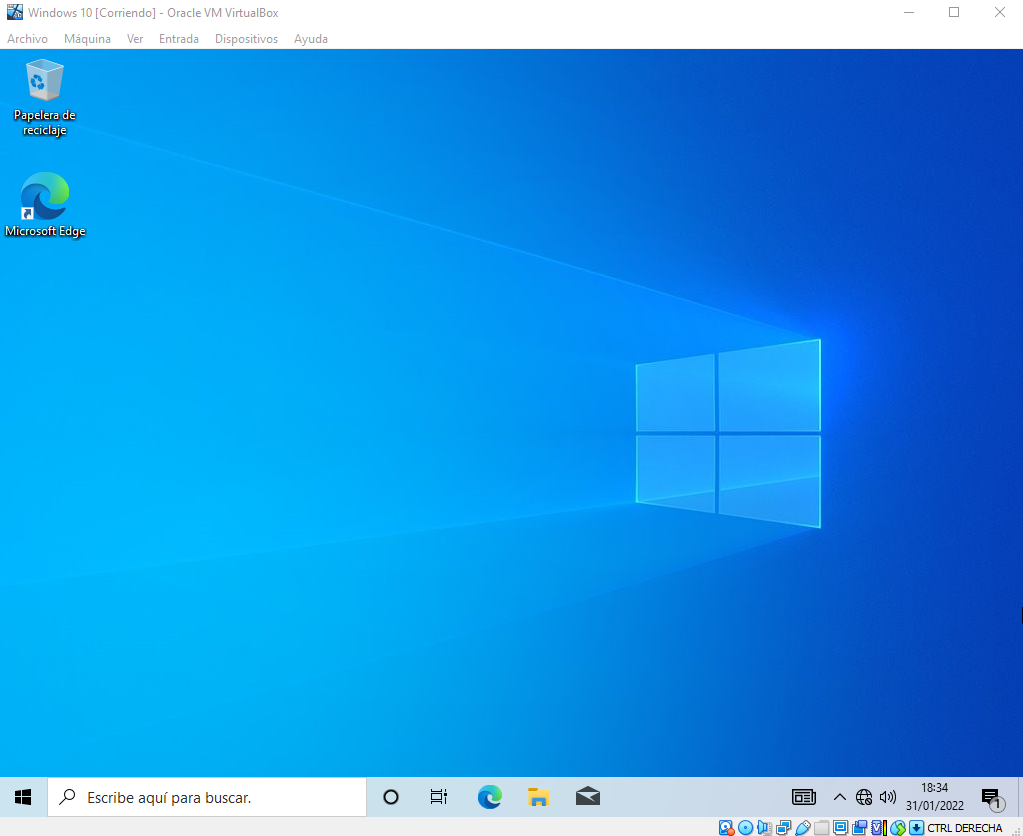 Windows 10 [Corriendo] - Oracle VM VirtualBox
Archivo Máquina Ver Entrada Dispositivos Ayuda
Papelera de
reciclaje
Microsoft Edge
Escribe aquí para buscar.
18:34
31/01/2022
1
CTRL DERECHA